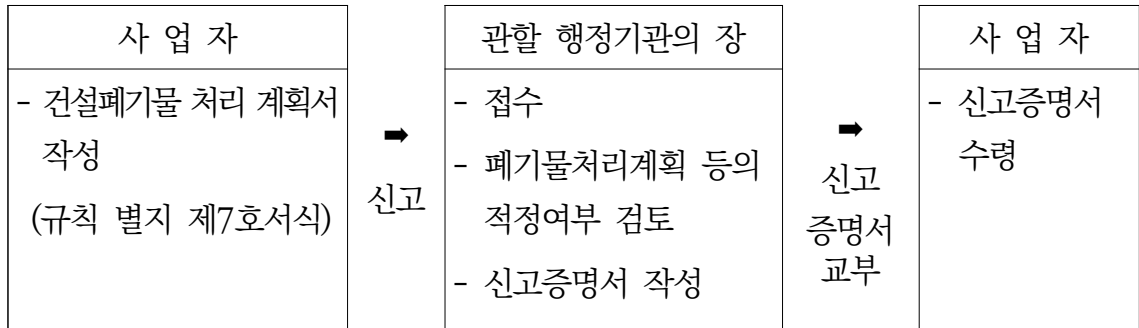 사 업 자
- 건설폐기물 처리 계획서
작성
(규칙 별지 제7호서식)
➡
신고
관할 행정기관의 장
- 접수
- 폐기물처리계획 등의
적정여부 검토
- 신고증명서 작성
➡
신고
증명서
교부
사 업 자
- 신고증명서
수령